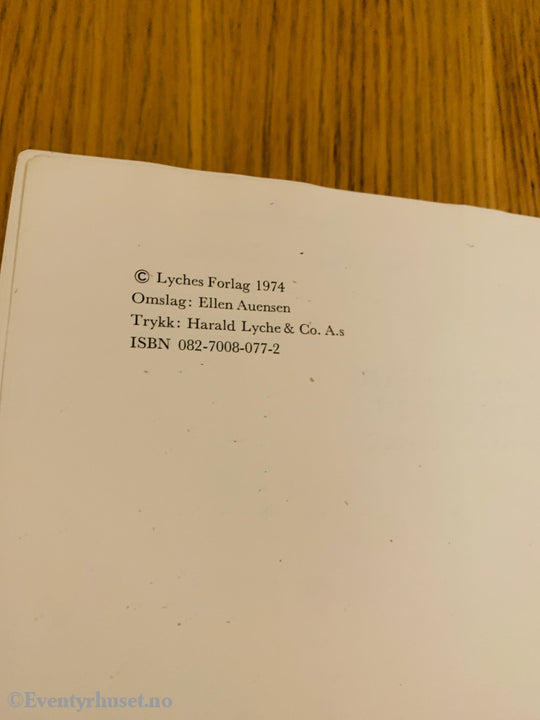 © Lyches Forlag 1974
Omslag: Ellen Auensen
Trykk: Harald Lyche & Co. A.s
ISBN 082-7008-077-2
©Eventyrhuset.no